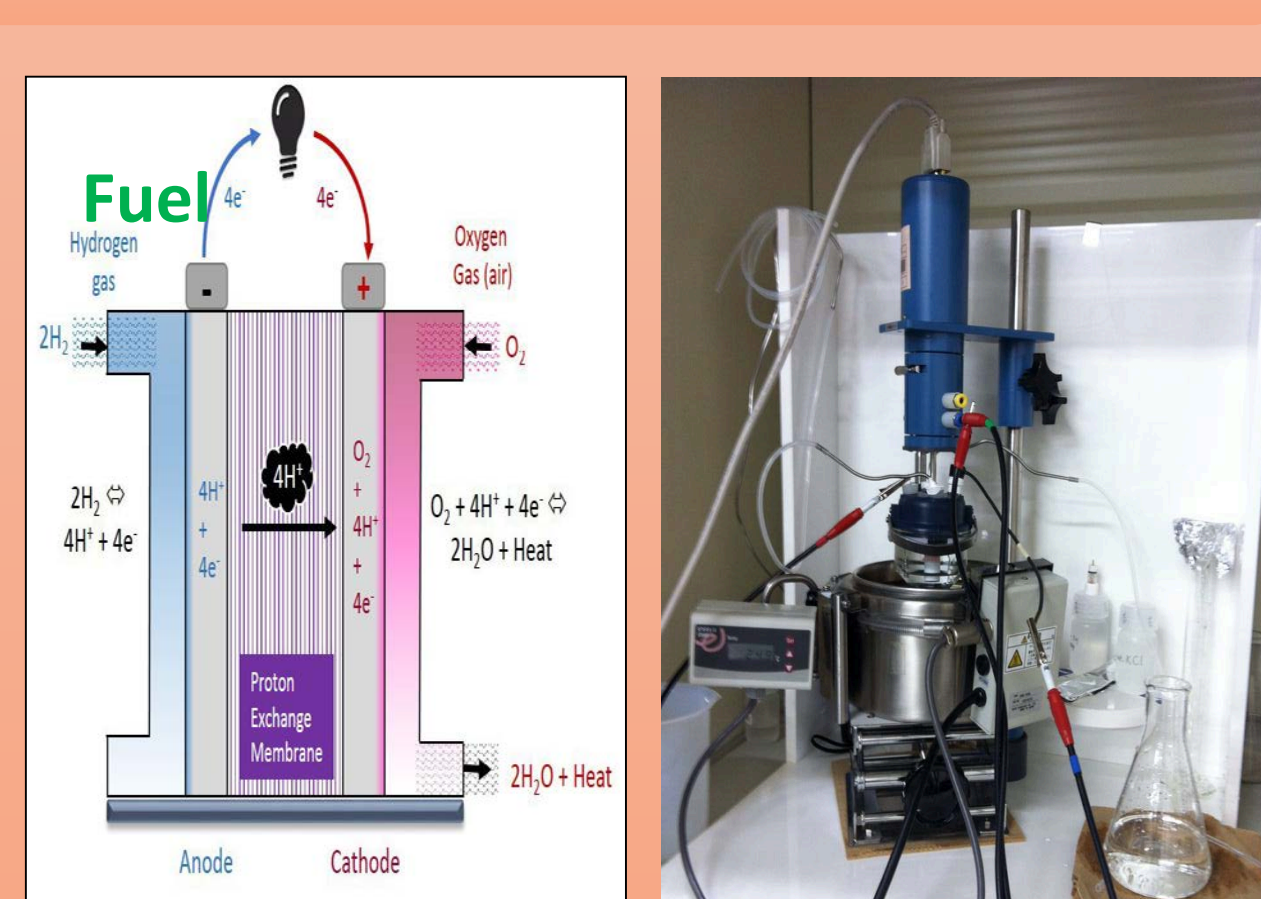 Fuel
4e⁻
4e⁻
Hydrogen
gas
Oxygen
Gas (air)
-
+
2H₂
O₂
2H₂ ⇔
4H⁺ + 4e⁻
4H⁺
+
4e⁻
4H⁺
O₂
+
4H⁺
+
4e⁻
O₂ + 4H⁺ + 4e⁻ ⇔
2H₂O + Heat
Proton
Exchange
Membrane
2H₂O + Heat
Anode
Cathode
KCl